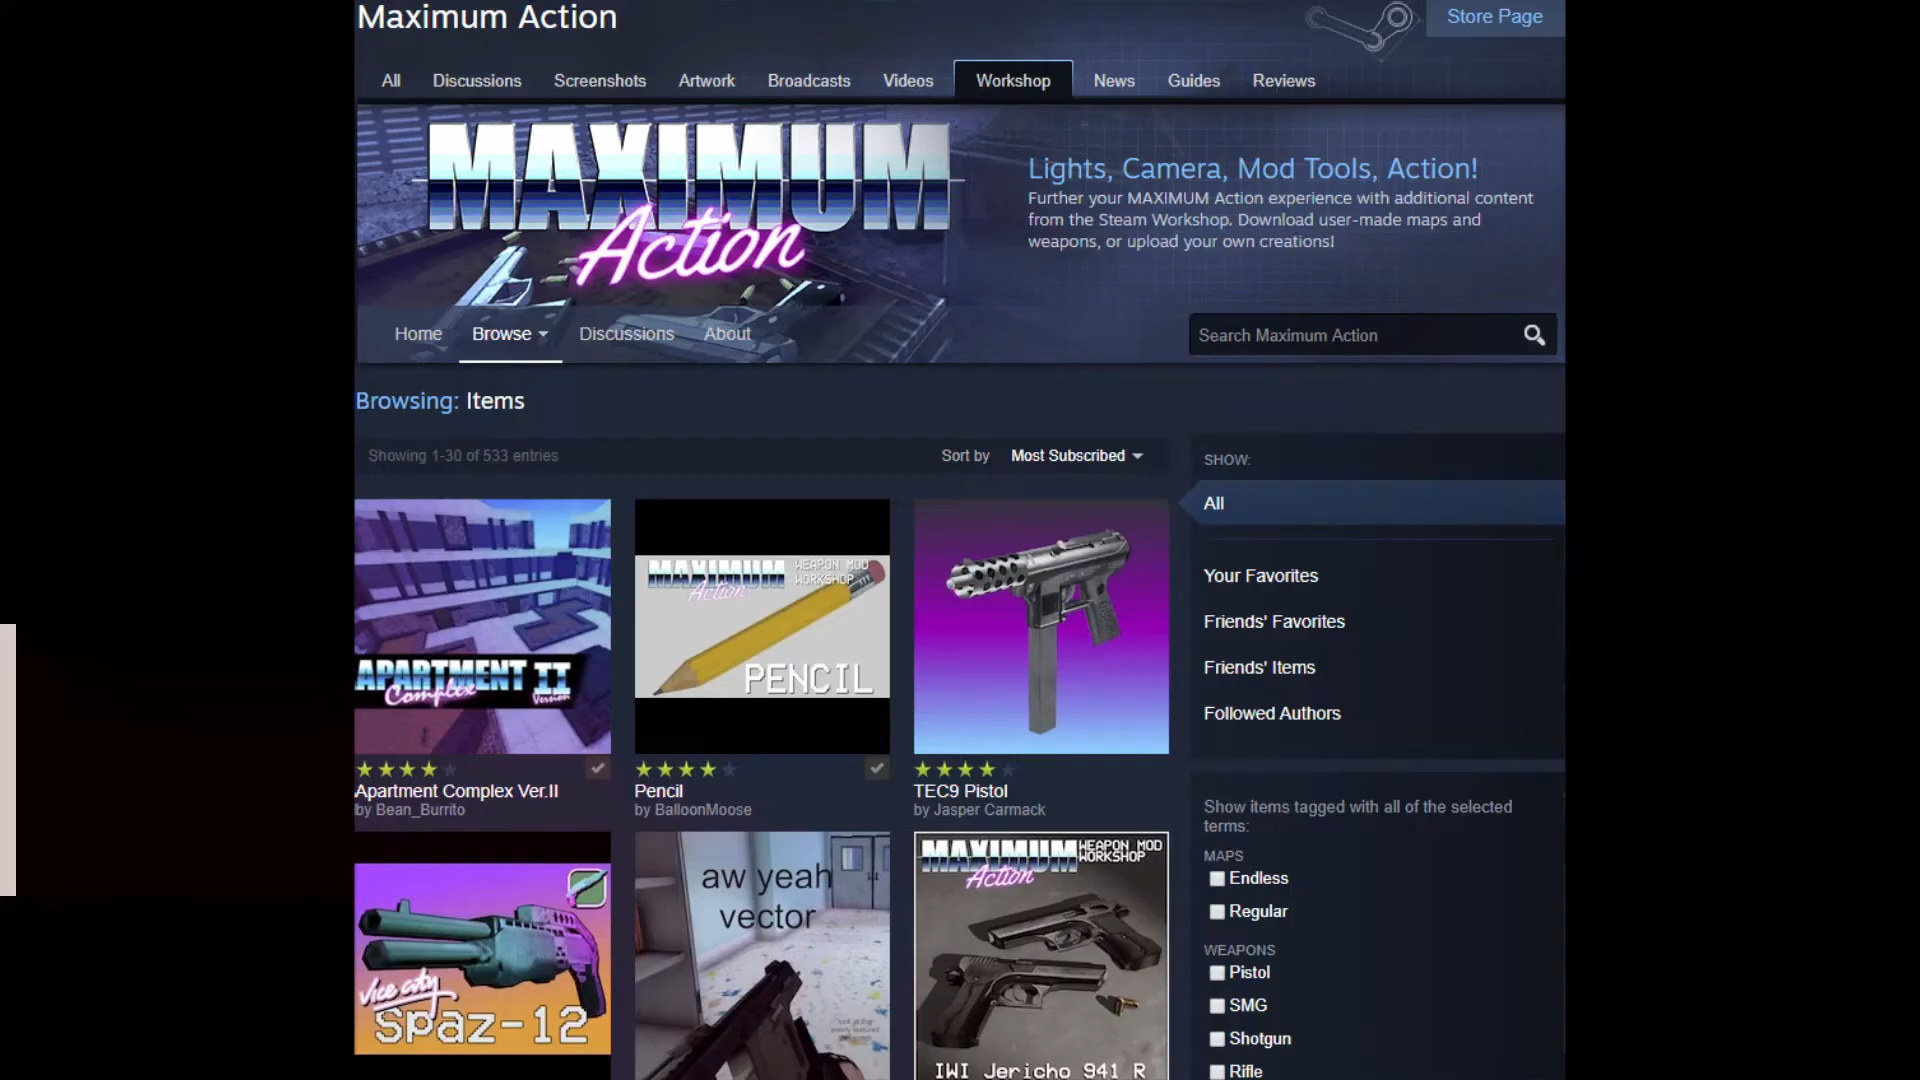 Maximum Action
Store Page
All Discussions Screenshots Artwork Broadcasts Videos Workshop News Guides Reviews
MAXIMUM
Action
Lights, Camera, Mod Tools, Action!
Further your MAXIMUM Action experience with additional content
from the Steam Workshop. Download user-made maps and
weapons, or upload your own creations!
Home Browse Discussions About
Search Maximum Action
Browsing: Items
Showing 1-30 of 533 entries
Sort by Most Subscribed
APARTMENT II
Complex Version
Apartment Complex Ver.II
by Bean_Burrito
MAXIMUM
Action
WEAPON MOD
WORKSHOP
PENCIL
Pencil
by BalloonMoose
TEC9 Pistol
by Jasper Carmack
vice city
Spaz-12
aw yeah
vector
MAXIMUM
Action
WEAPON MOD
WORKSHOP
IWI Jericho 941 R
SHOW:
All
Your Favorites
Friends' Favorites
Friends' Items
Followed Authors
Show items tagged with all of the selected
terms:
MAPS
Endless
Regular
WEAPONS
Pistol
SMG
Shotgun
Rifle